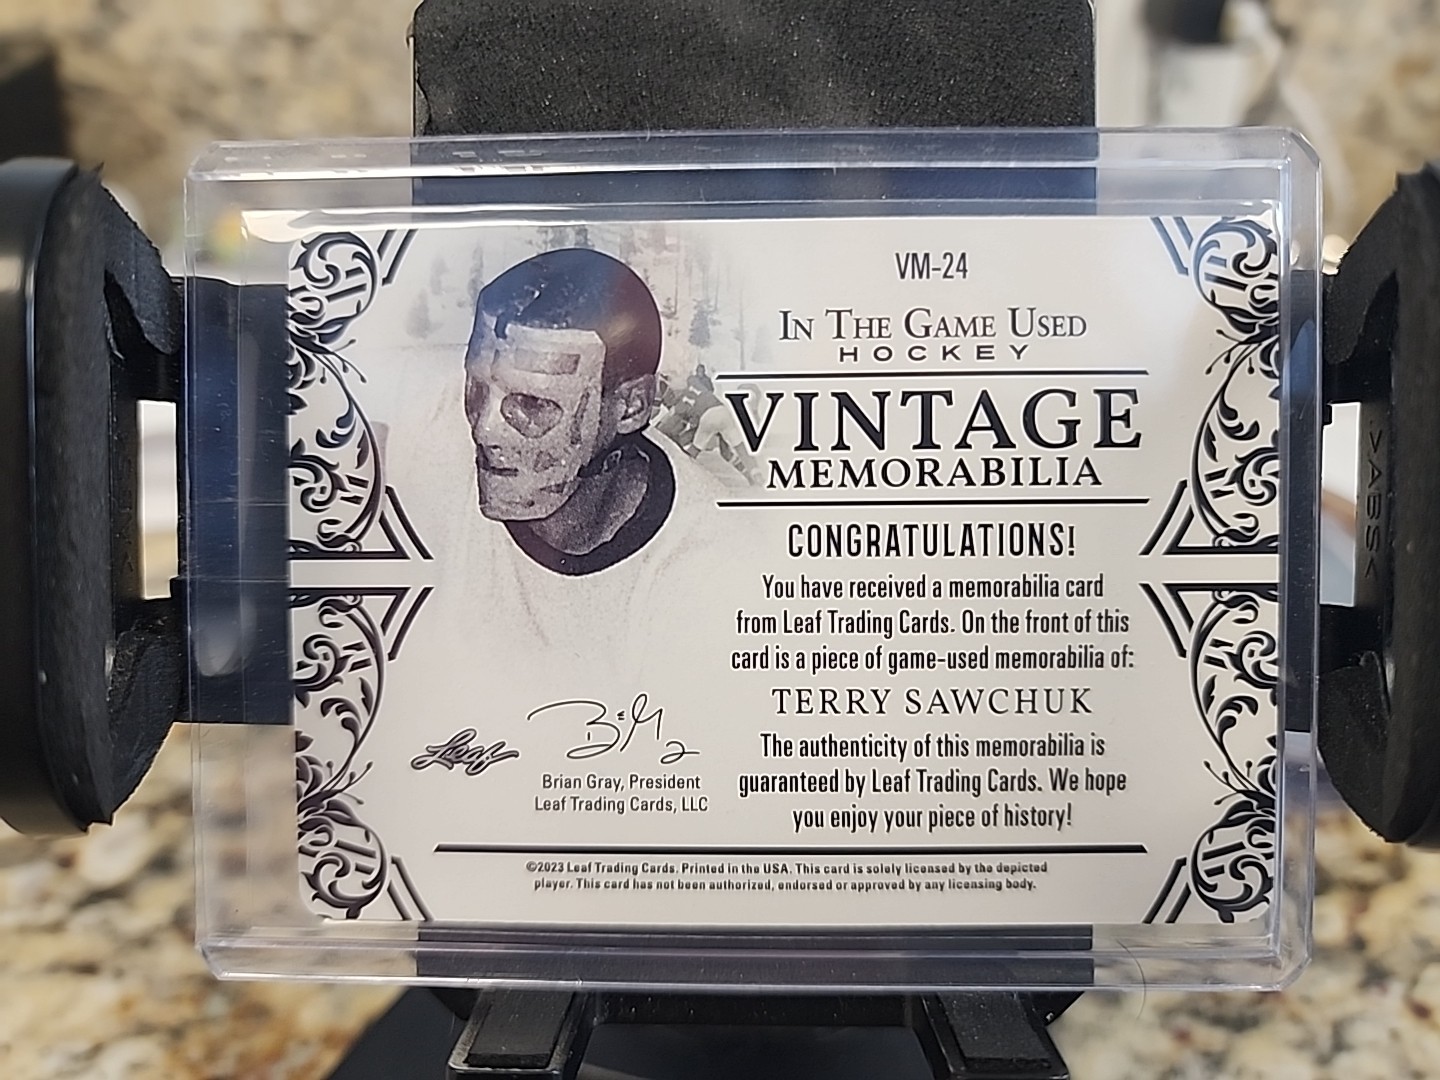 VM-24
IN THE GAME USED
HOCKEY
VINTAGE
MEMORABILIA
CONGRATULATIONS!
You have received a memorabilia card
from Leaf Trading Cards. On the front of this
card is a piece of game-used memorabilia of:
TERRY SAWCHUK
The authenticity of this memorabilia is
guaranteed by Leaf Trading Cards. We hope
you enjoy your piece of history!
Leaf
Brian Gray, President
Leaf Trading Cards, LLC
©2023 Leaf Trading Cards. Printed in the USA. This card is solely licensed by the depicted
player. This card has not been authorized, endorsed or approved by any licensing body.
>ABS<